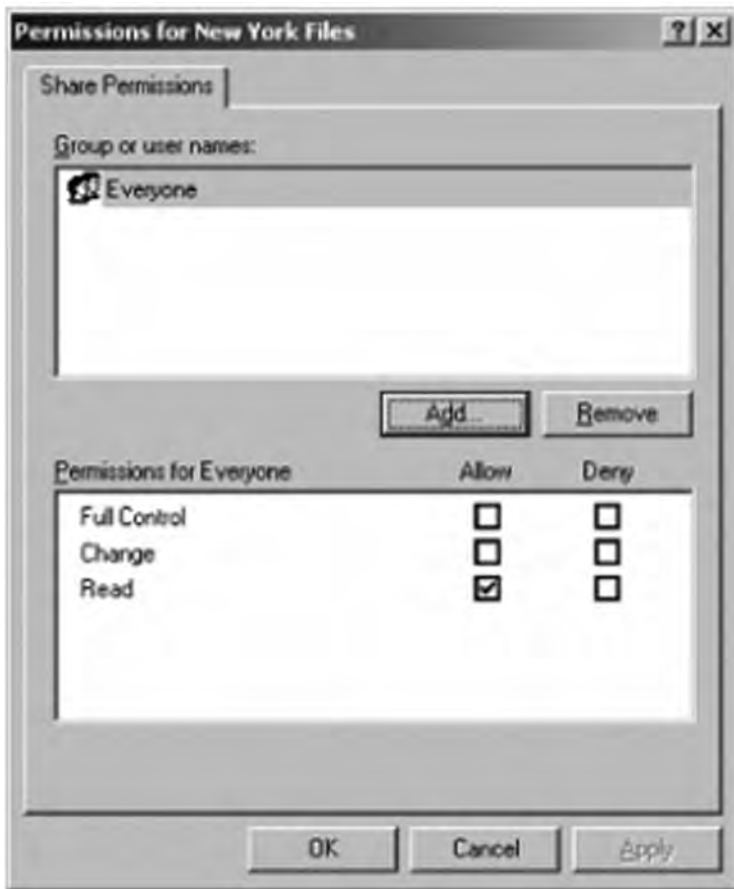 Permissions for New York Files
Share Permissions
Group or user names:
Everyone
Add... Remove
Permissions for Everyone Allow Deny
Full Control
Change
Read
OK Cancel Apply